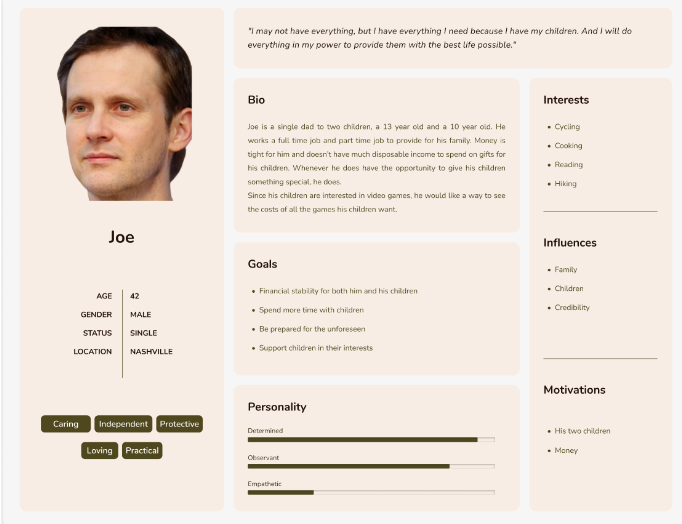 "I may not have everything, but I have everything I need because I have my children. And I will do
everything in my power to provide them with the best life possible."
Joe
AGE 42
GENDER MALE
STATUS SINGLE
LOCATION NASHVILLE
Caring Independent Protective
Loving Practical
Bio
Joe is a single dad to two children, a 13 year old and a 10 year old. He
works a full time job and part time job to provide for his family. Money is
tight for him and doesn't have much disposable income to spend on gifts for
his children. Whenever he does have the opportunity to give his children
something special, he does.
Since his children are interested in video games, he would like a way to see
the costs of all the games his children want.
Goals
• Financial stability for both him and his children
• Spend more time with children
• Be prepared for the unforeseen
• Support children in their interests
Personality
Determined
Observant
Empathetic
Interests
• Cycling
• Cooking
• Reading
• Hiking
Influences
• Family
• Children
• Credibility
Motivations
• His two children
• Money